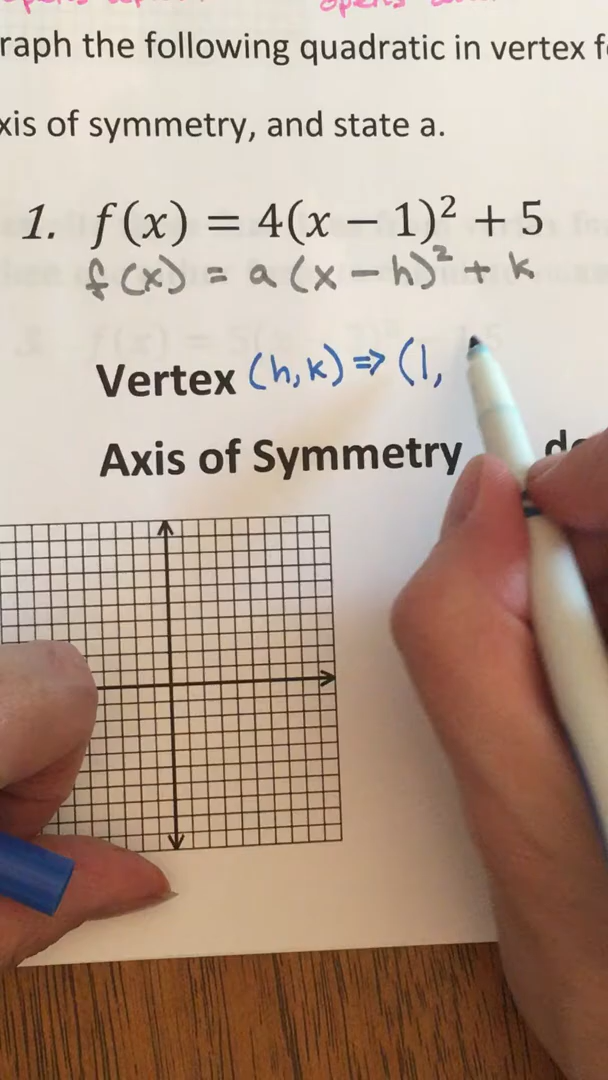 raph the following quadratic in vertex
xis of symmetry, and state a.
1. f(x) = 4(x − 1)² + 5
f(x) = a(x − h)² + k
Vertex (h,k) ⇒ (1,
Axis of Symmetry